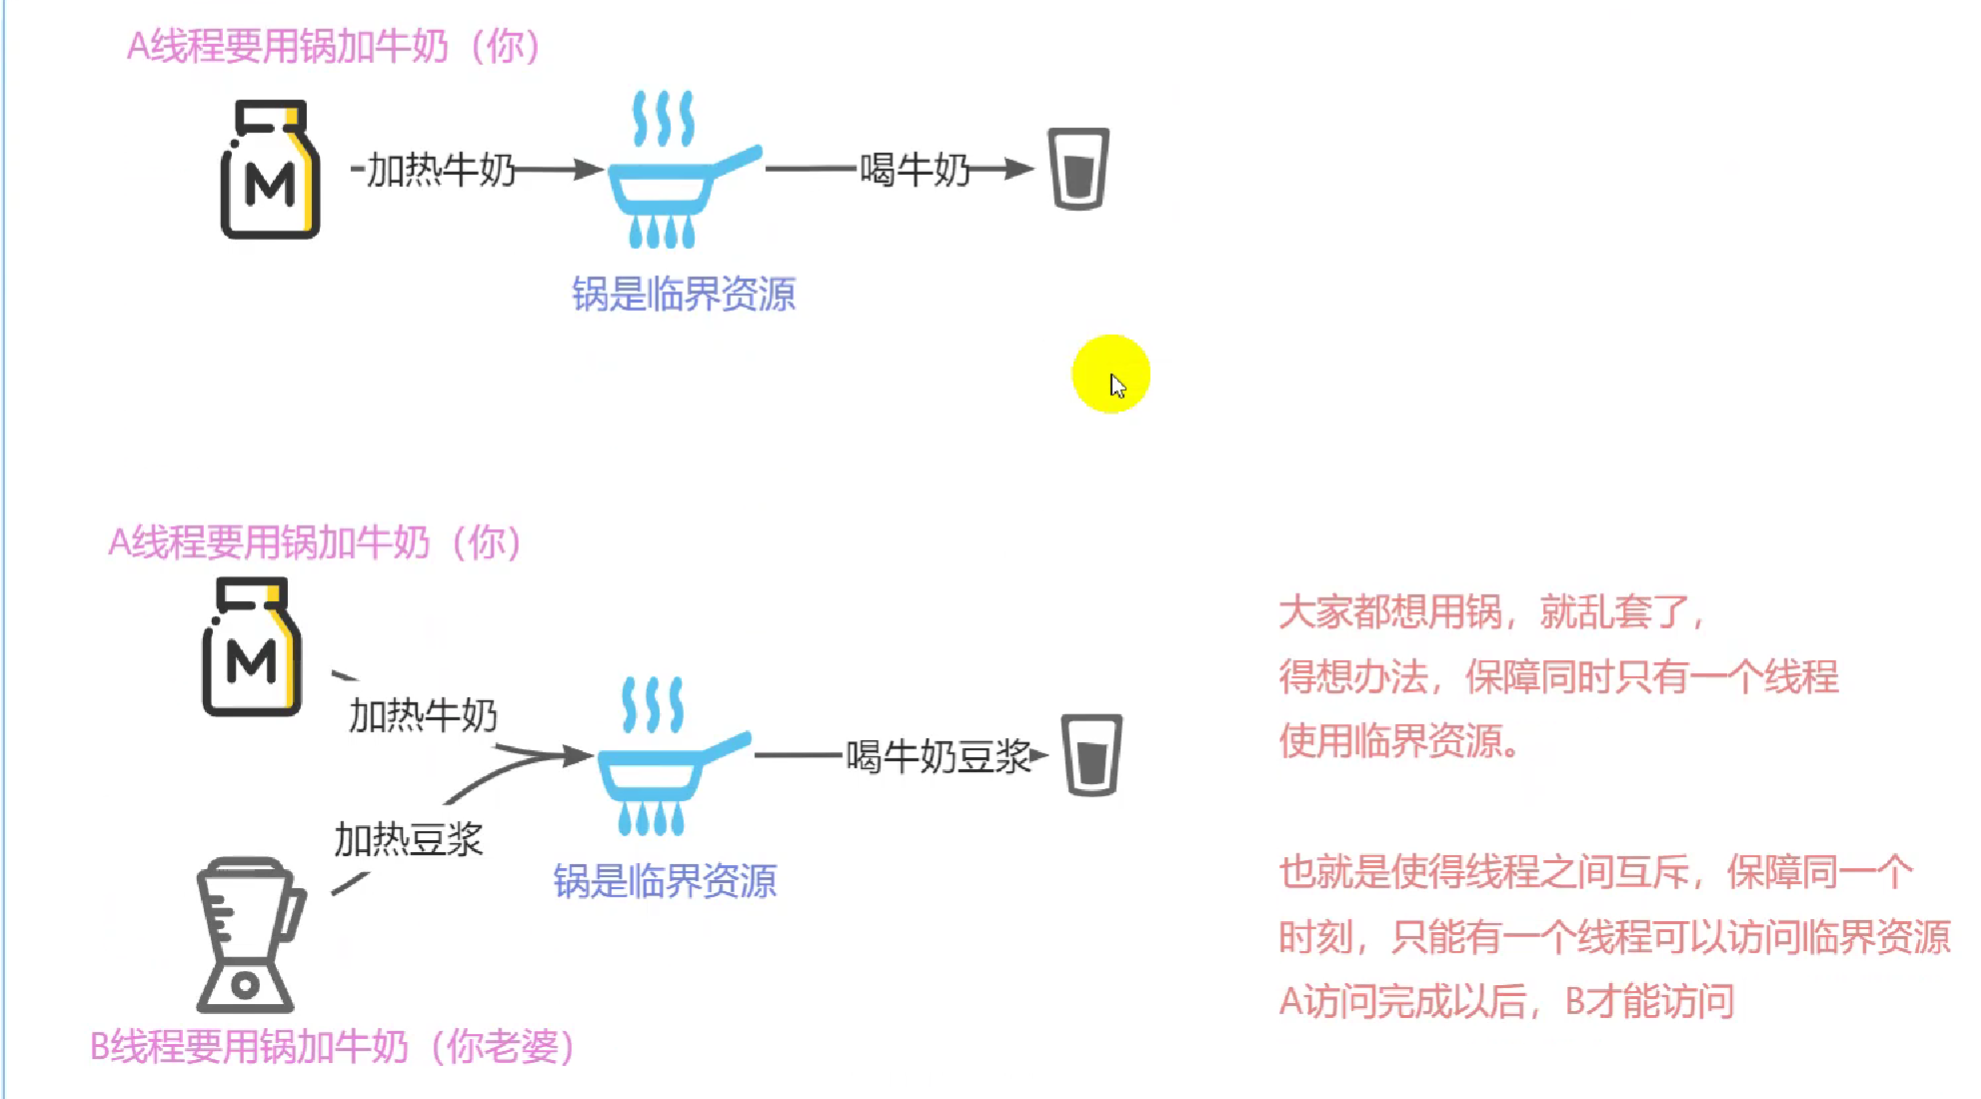 A线程要用锅加牛奶（你）
M
加热牛奶
喝牛奶
锅是临界资源
A线程要用锅加牛奶（你）
M
加热牛奶
喝牛奶豆浆
加热豆浆
锅是临界资源
B线程要用锅加牛奶（你老婆）
大家都想用锅，就乱套了，
得想办法，保障同时只有一个线程
使用临界资源。
也就是使得线程之间互斥，保障同一个
时刻，只能有一个线程可以访问临界资源
A访问完成以后，B才能访问